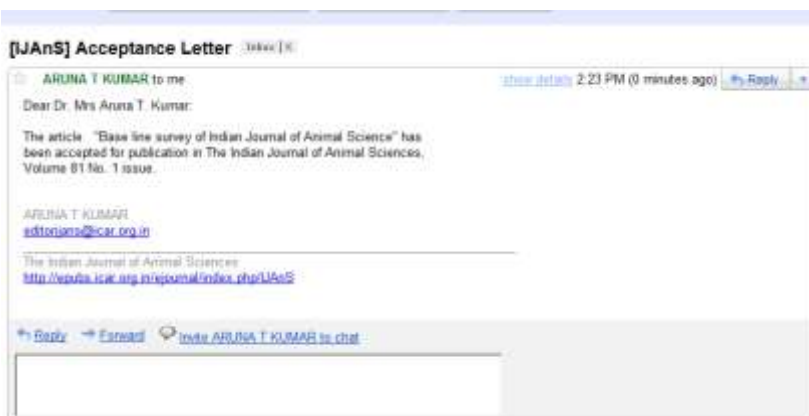 [IJAnS] Acceptance Letter Inbox | X
ARUNA T KUMAR to me show details 2:23 PM (0 minutes ago) Reply
Dear Dr. Mrs Aruna T. Kumar:
The article "Base line survey of Indian Journal of Animal Science" has
been accepted for publication in The Indian Journal of Animal Sciences,
Volume 81 No. 1 issue.
ARUNA T KUMAR
editorijans@icar.org.in
The Indian Journal of Animal Sciences
http://epubs.icar.org.in/ejournal/index.php/IJAnS
Reply Forward Invite ARUNA T KUMAR to chat